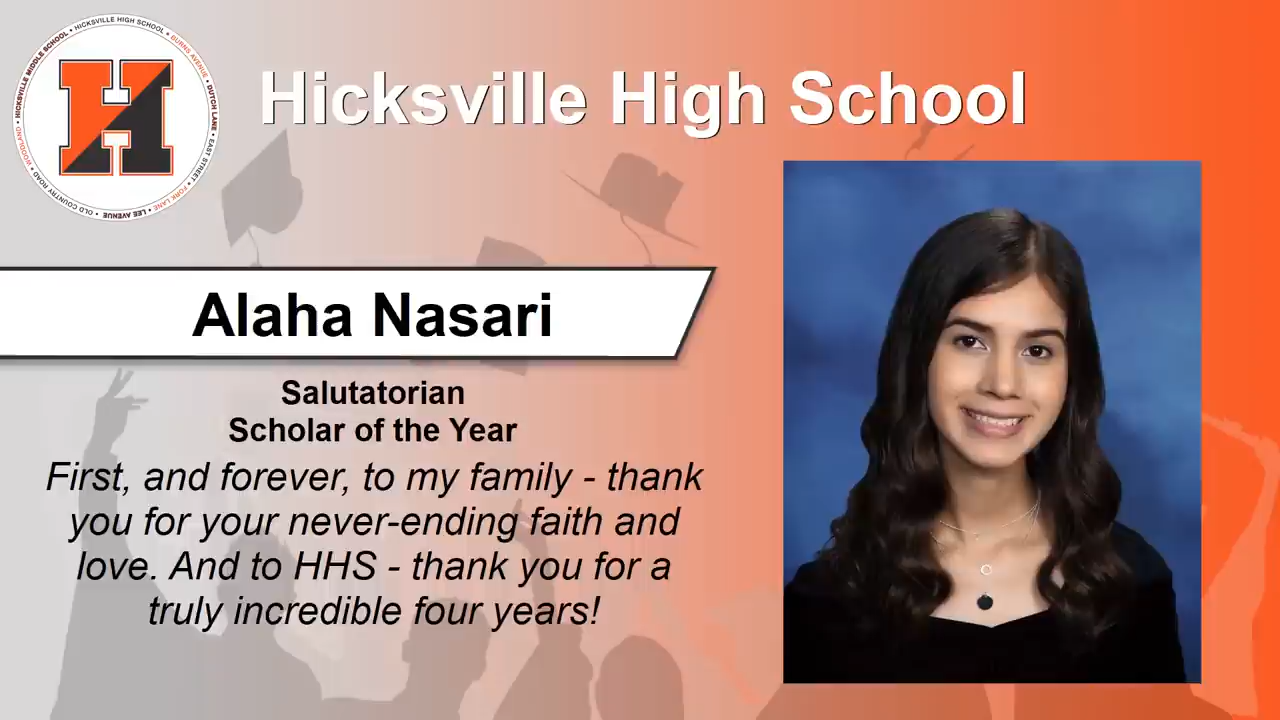 • HICKSVILLE MIDDLE SCHOOL • HICKSVILLE HIGH SCHOOL • BURNS AVENUE • DUTCH LANE • EAST STREET • FORK LANE • LEE AVENUE • OLD COUNTRY ROAD • WOODLAND
H
Hicksville High School
Alaha Nasari
Salutatorian
Scholar of the Year
First, and forever, to my family - thank
you for your never-ending faith and
love. And to HHS - thank you for a
truly incredible four years!